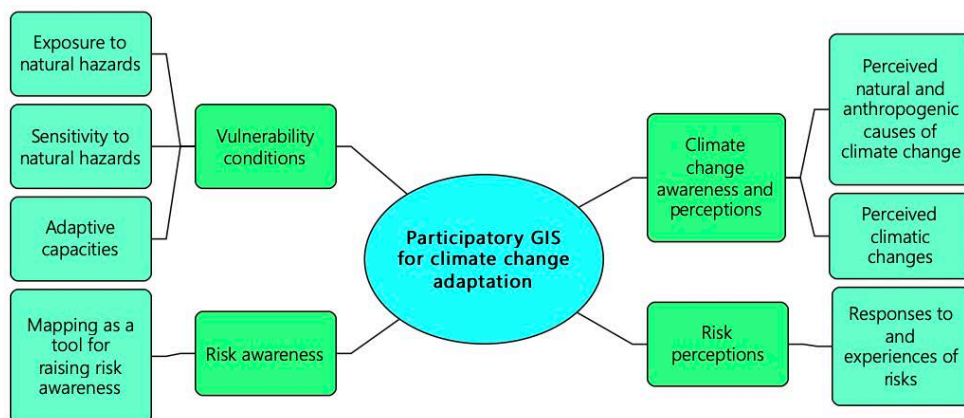 Exposure to
natural hazards
Sensitivity to
natural hazards
Adaptive
capacities
Mapping as a
tool for
raising risk
awareness
Vulnerability
conditions
Risk awareness
Participatory GIS
for climate change
adaptation
Climate
change
awareness and
perceptions
Risk
perceptions
Perceived
natural and
anthropogenic
causes of
climate change
Perceived
climatic
changes
Responses to
and
experiences of
risks